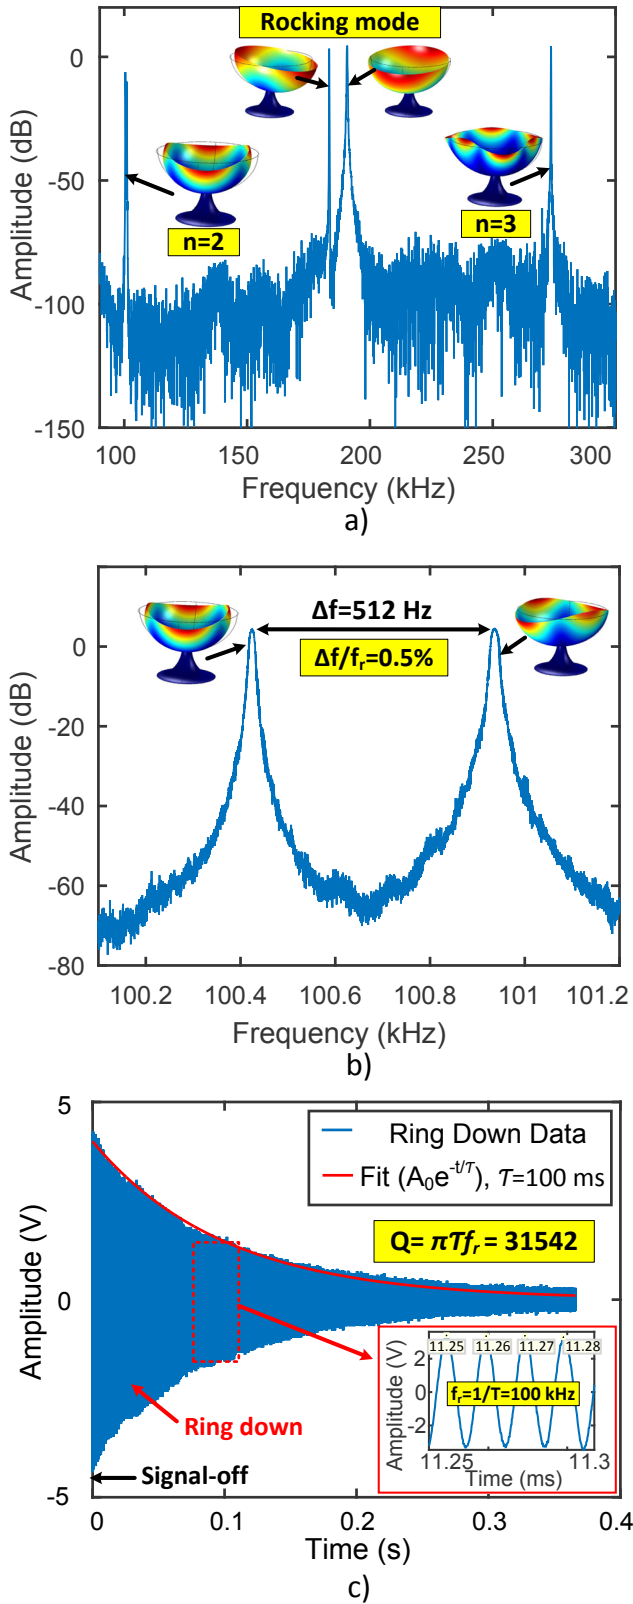 Rocking mode
0
-50
-100
-150
Amplitude (dB)
n=2
n=3
100
150
200
250
300
Frequency (kHz)
a)
Δf=512 Hz
Δf/fr=0.5%
0
-20
-40
-60
-80
Amplitude (dB)
100.2
100.4
100.6
100.8
101
101.2
Frequency (kHz)
b)
5
0
-5
Amplitude (V)
Ring Down Data
Fit (A0e-t/τ), τ=100 ms
Q= πτfr = 31542
Ring down
Signal-off
11.25
11.26
11.27
11.28
fr=1/T=100 kHz
2
0
-2
Amplitude (V)
11.25
11.3
Time (ms)
0
0.1
0.2
0.3
0.4
Time (s)
c)